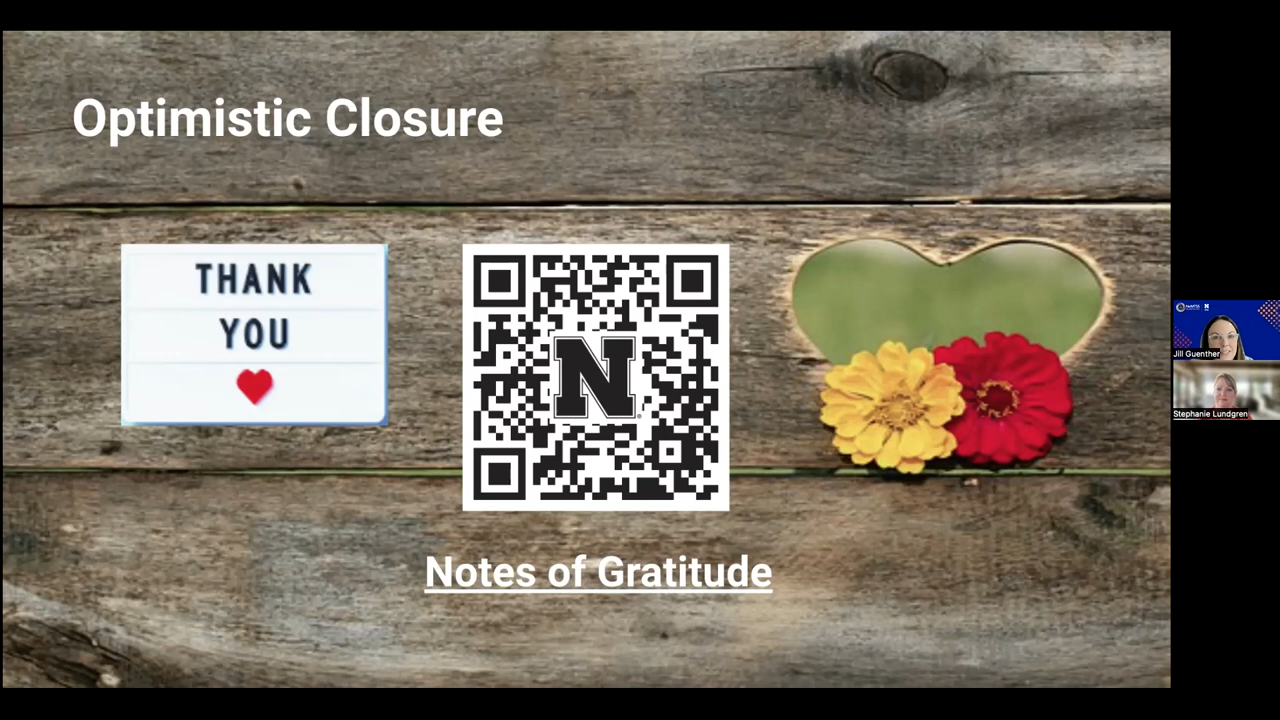 Optimistic Closure
THANK
YOU
N
Notes of Gratitude
Jill Guenther
Stephanie Lundgren